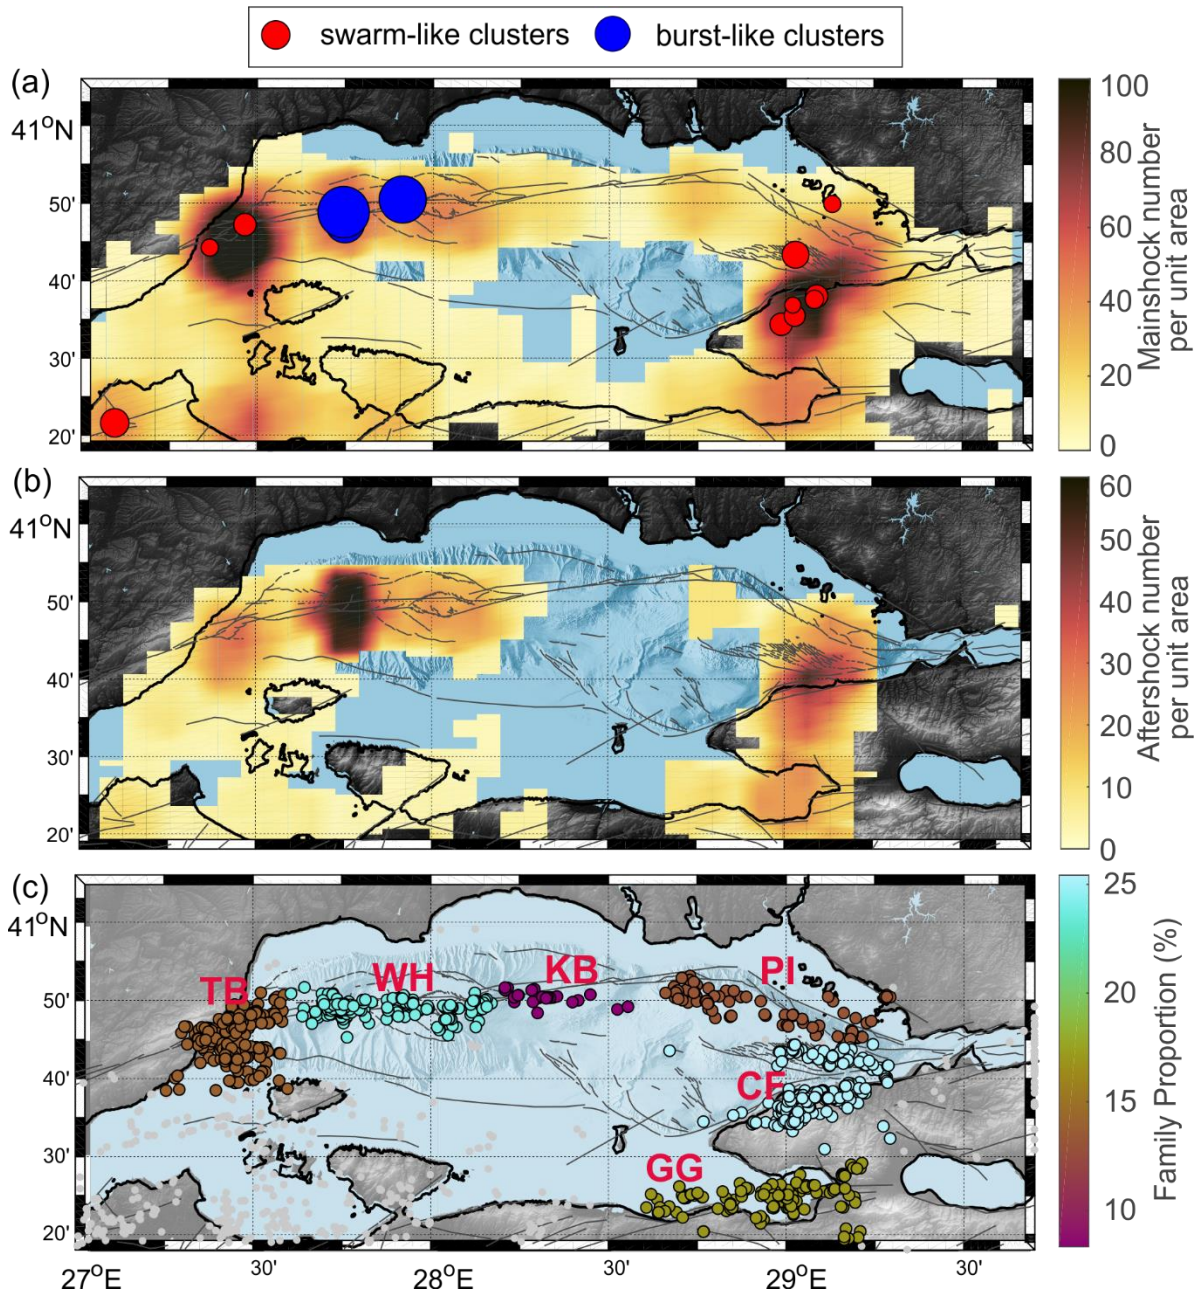 swarm-like clusters burst-like clusters
(a)
41°N
50'
40'
30'
20'
100
80
60
40
20
0
Mainshock number
per unit area
(b)
41°N
50'
40'
30'
20'
60
50
40
30
20
10
0
Aftershock number
per unit area
(c)
41°N
50'
40'
30'
20'
TB WH KB PI
CF
GG
25
20
15
10
Family Proportion (%)
27°E 30' 28°E 29°E 30'